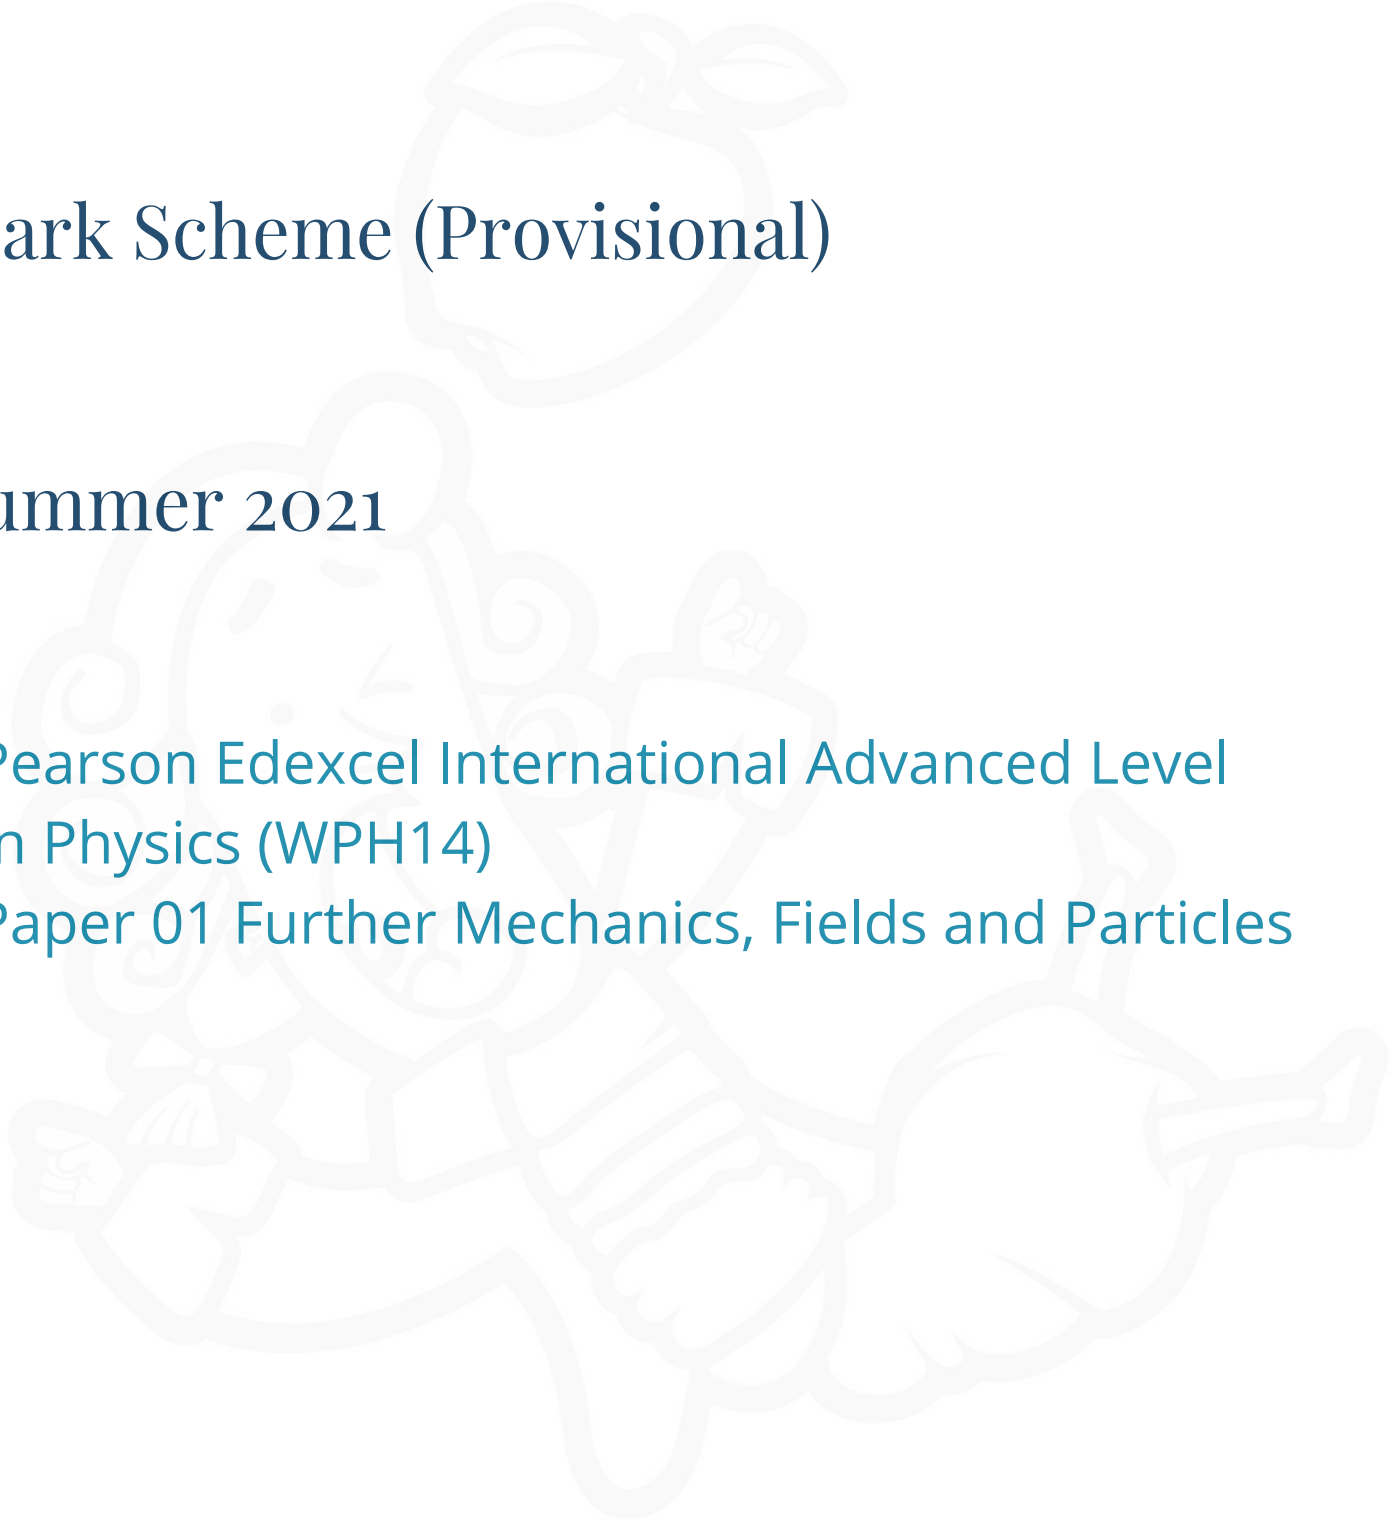 ark Scheme (Provisional)
ummer 2021
Pearson Edexcel International Advanced Level
n Physics (WPH14)
Paper 01 Further Mechanics, Fields and Particles